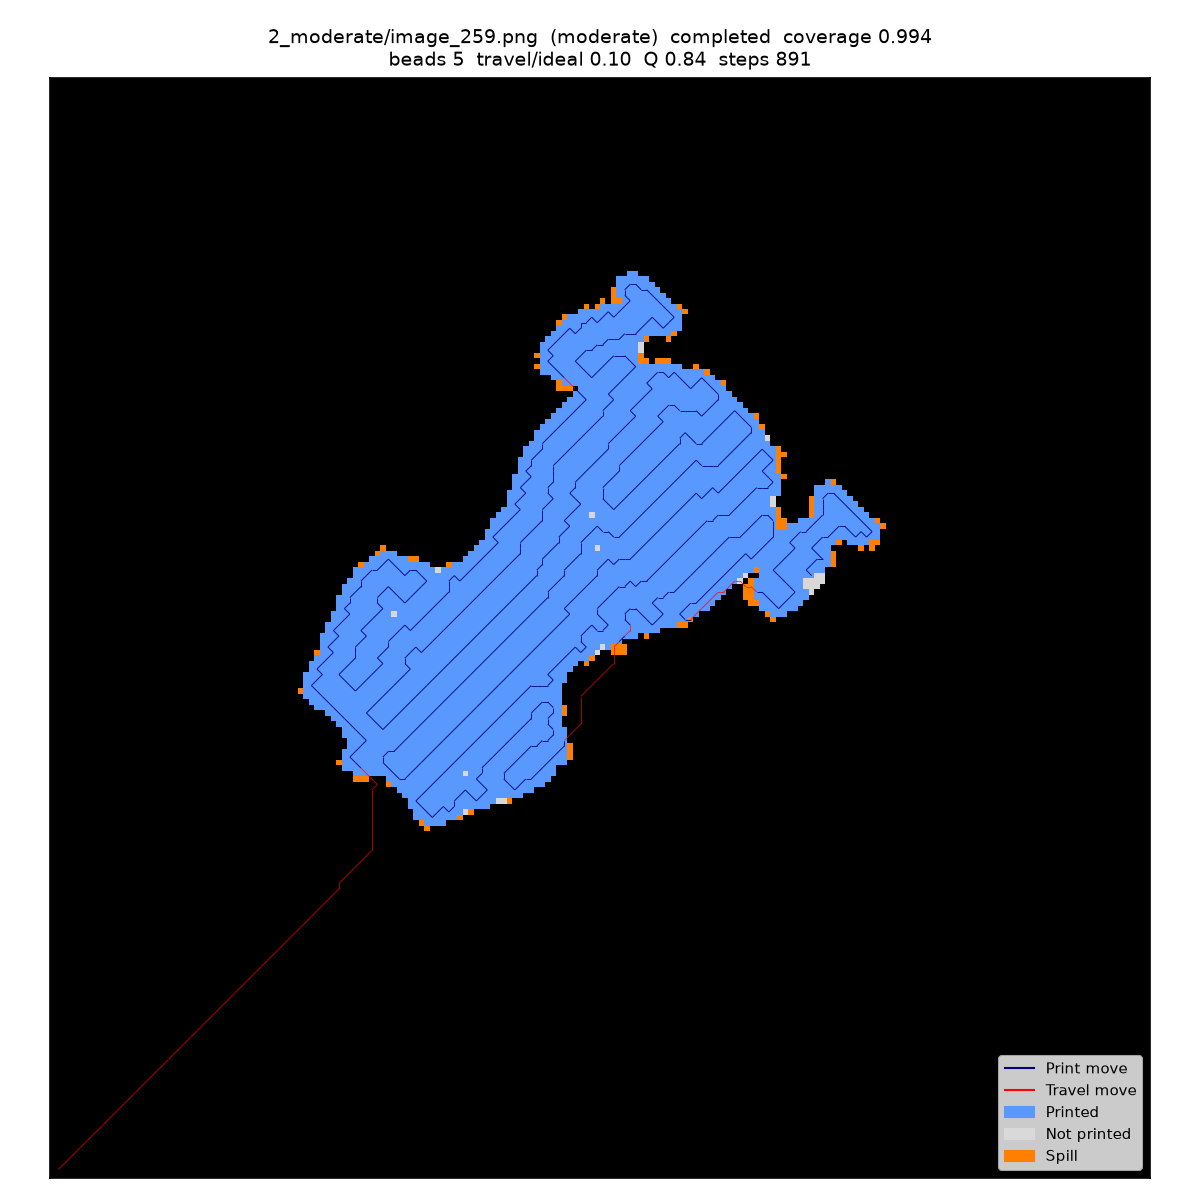 2_moderate/image_259.png  (moderate)  completed  coverage 0.994
beads 5  travel/ideal 0.10  Q 0.84  steps 891
Print move
Travel move
Printed
Not printed
Spill